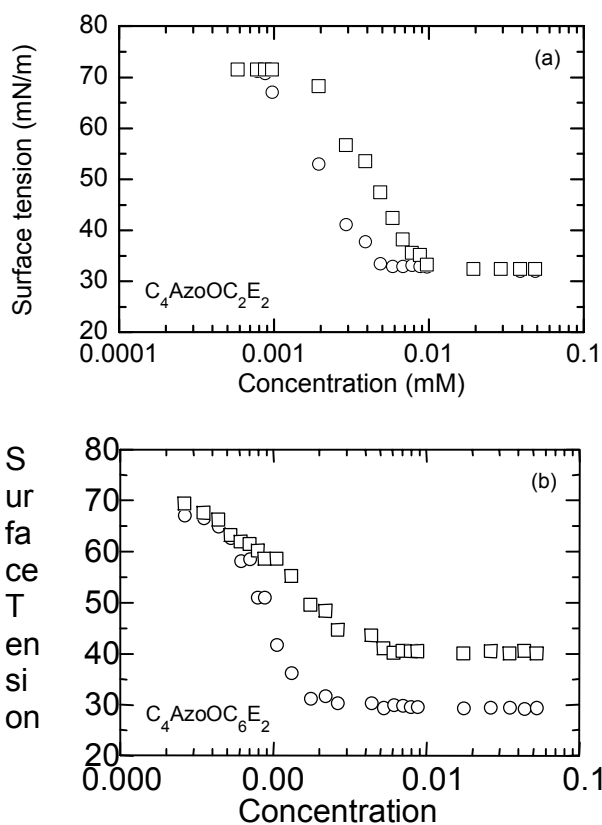 80
70
60
50
40
30
20
Surface tension (mN/m)
(a)
C₄AzoOC₂E₂
0.0001 0.001 0.01 0.1
Concentration (mM)
80
70
60
50
40
30
20
S
ur
fa
ce
T
en
si
on
(b)
C₄AzoOC₆E₂
0.000 0.00 0.01 0.1
Concentration